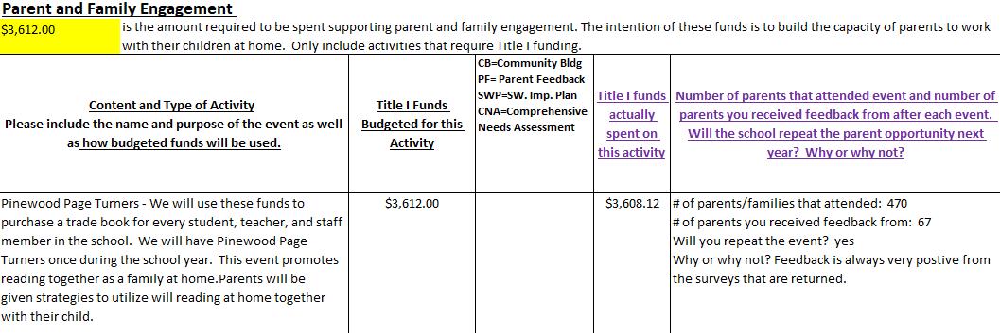 Parent and Family Engagement
$3,612.00
is the amount required to be spent supporting parent and family engagement. The intention of these funds is to build the capacity of parents to work
with their children at home.  Only include activities that require Title I funding.
Content and Type of Activity
Please include the name and purpose of the event as well
as how budgeted funds will be used.
Title I Funds
Budgeted for this
Activity
CB=Community Bldg
PF= Parent Feedback
SWP=SW. Imp. Plan
CNA=Comprehensive
Needs Assessment
Title I funds
actually
spent on
this activity
Number of parents that attended event and number of
parents you received feedback from after each event.
Will the school repeat the parent opportunity next
year?  Why or why not?
Pinewood Page Turners - We will use these funds to
purchase a trade book for every student, teacher, and staff
member in the school.  We will have Pinewood Page
Turners once during the school year.  This event promotes
reading together as a family at home.Parents will be
given strategies to utilize will reading at home together
with their child.
$3,612.00
$3,608.12
# of parents/families that attended:  470
# of parents you received feedback from:  67
Will you repeat the event?  yes
Why or why not? Feedback is always very postive from
the surveys that are returned.